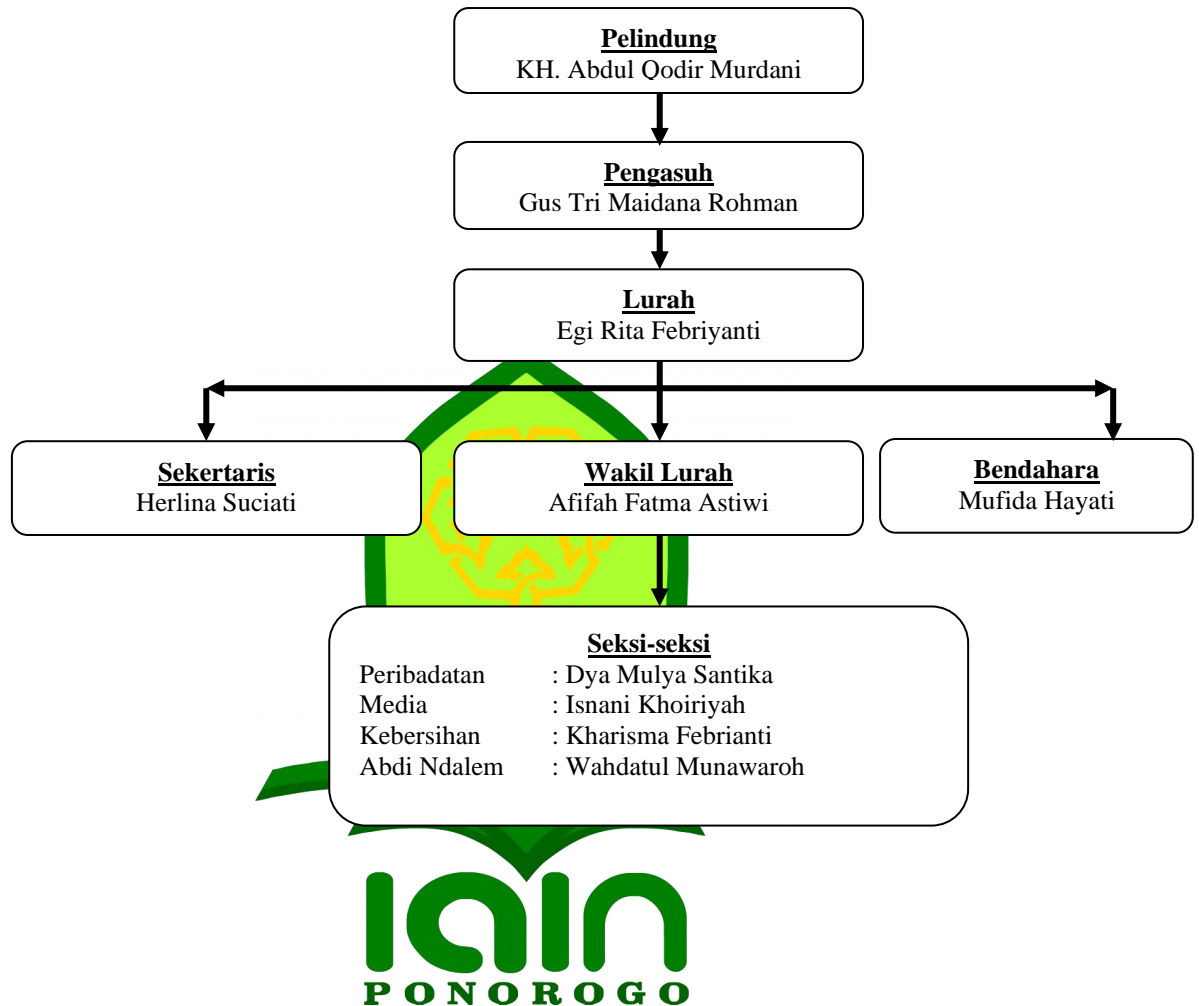 Pelindung
KH. Abdul Qodir Murdani
Pengasuh
Gus Tri Maidana Rohman
Lurah
Egi Rita Febriyanti
Sekertaris
Herlina Suciati
Wakil Lurah
Afifah Fatma Astiwi
Bendahara
Mufida Hayati
Seksi-seksi
Peribadatan : Dya Mulya Santika
Media : Isnani Khoiriyah
Kebersihan : Kharisma Febrianti
Abdi Ndalem : Wahdatul Munawaroh
IAIN
PONOROGO